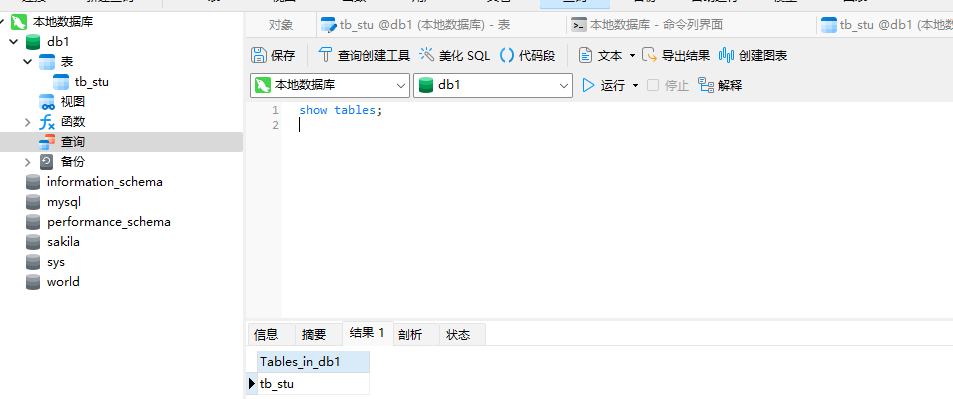 本地数据库
db1
表
tb_stu
视图
函数
查询
备份
information_schema
mysql
performance_schema
sakila
sys
world
对象
tb_stu @db1 (本地数据库) - 表
本地数据库 - 命令列界面
tb_stu @db1 (本地数据
保存
查询创建工具
美化 SQL
代码段
文本
导出结果
创建图表
本地数据库
db1
运行
停止
解释
1 show tables;
2
信息
摘要
结果 1
剖析
状态
Tables_in_db1
tb_stu